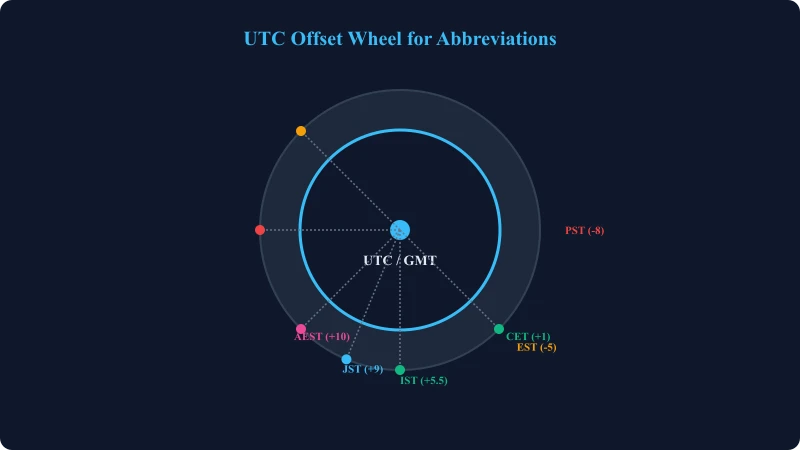 UTC Offset Wheel for Abbreviations
PST (-8)
UTC / GMT
AEST (+10)
CET (+1)
EST (-5)
JST (+9)
IST (+5.5)